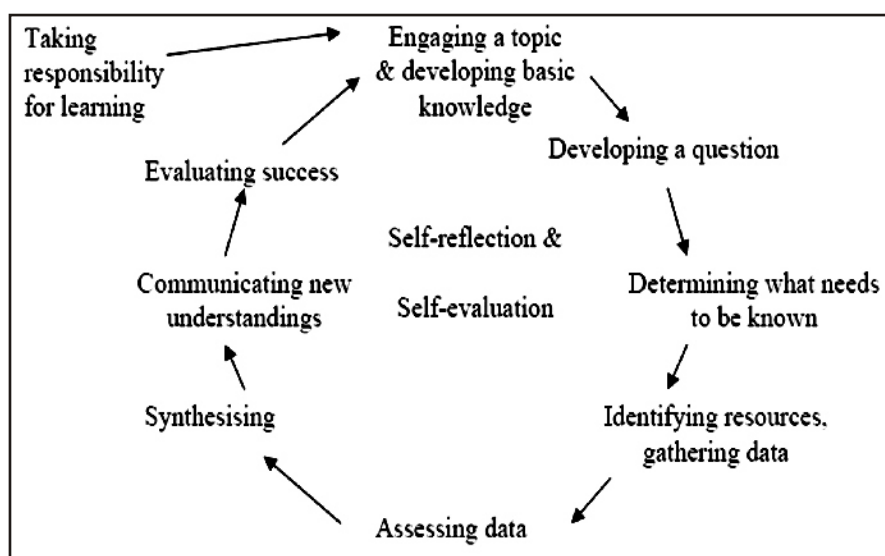 Taking
responsibility
for learning
Engaging a topic
& developing basic
knowledge
Developing a question
Evaluating success
Self-reflection &
Self-evaluation
Communicating new
understandings
Determining what needs
to be known
Synthesising
Identifying resources,
gathering data
Assessing data